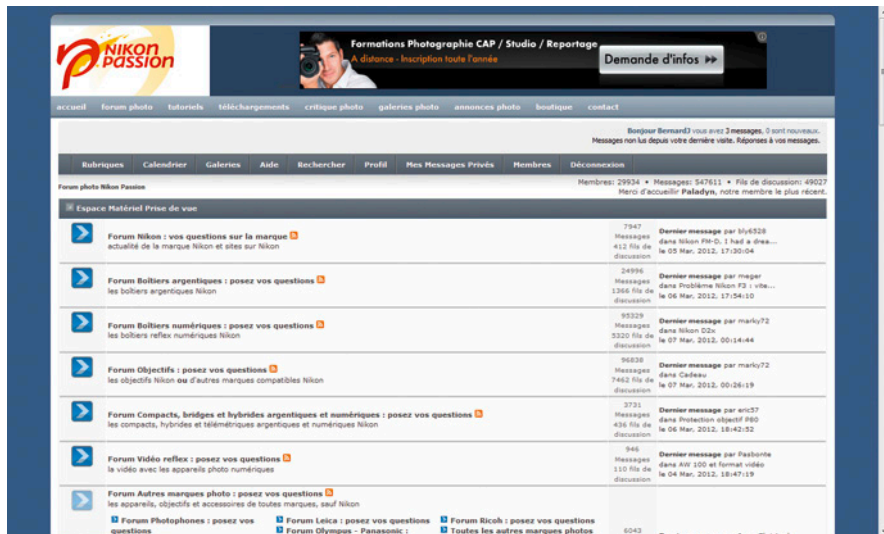 NIKON
PASSION
Formations Photographie CAP / Studio / Reportage
A distance - Inscription toute l'année
Demande d'infos
accueil forum photo tutoriels téléchargements critique photo galeries photo annonces photo boutique contact
Bonjour Bernard3 vous avez 3 messages, 0 sont nouveaux.
Messages non lus depuis votre dernière visite. Réponses à vos messages.
Rubriques Calendrier Galeries Aide Rechercher Profil Mes Messages Privés Membres Déconnexion
Forum photo Nikon Passion
Membres: 29934 • Messages: 547611 • Fils de discussion: 49027
Merci d'accueillir Paladyn, notre membre le plus récent.
Espace Matériel Prise de vue
Forum Nikon : vos questions sur la marque
actualité de la marque Nikon et sites sur Nikon
7947
Messages
412 fils de
discussion
Dernier message par bly6528
dans Nikon FM-D, I had a drea...
le 05 Mar, 2012, 17:30:04
Forum Boîtiers argentiques : posez vos questions
les boîtiers argentiques Nikon
24996
Messages
1366 fils de
discussion
Dernier message par mager
dans Problème Nikon F3 : vite...
le 06 Mar, 2012, 17:54:10
Forum Boîtiers numériques : posez vos questions
les boîtiers reflex numériques Nikon
95329
Messages
5320 fils de
discussion
Dernier message par marky72
dans Nikon D2x
le 07 Mar, 2012, 00:14:44
Forum Objectifs : posez vos questions
les objectifs Nikon ou d'autres marques compatibles Nikon
96838
Messages
7462 fils de
discussion
Dernier message par marky72
dans Cadeau
le 07 Mar, 2012, 00:26:19
Forum Compacts, bridges et hybrides argentiques et numériques : posez vos questions
les compacts, hybrides et télémétriques argentiques et numériques Nikon
3731
Messages
436 fils de
discussion
Dernier message par eric57
dans Protection objectif P80
le 06 Mar, 2012, 18:42:52
Forum Vidéo reflex : posez vos questions
la vidéo avec les appareils photo numériques
946
Messages
110 fils de
discussion
Dernier message par Pasbonte
dans AW 100 et format vidéo
le 04 Mar, 2012, 18:47:19
Forum Autres marques photo : posez vos questions
les appareils, objectifs et accessoires de toutes marques, sauf Nikon
Forum Photophones : posez vos questions
Forum Leica : posez vos questions
Forum Olympus - Panasonic :
Forum Ricoh : posez vos questions
Toutes les autres marques photos
6043